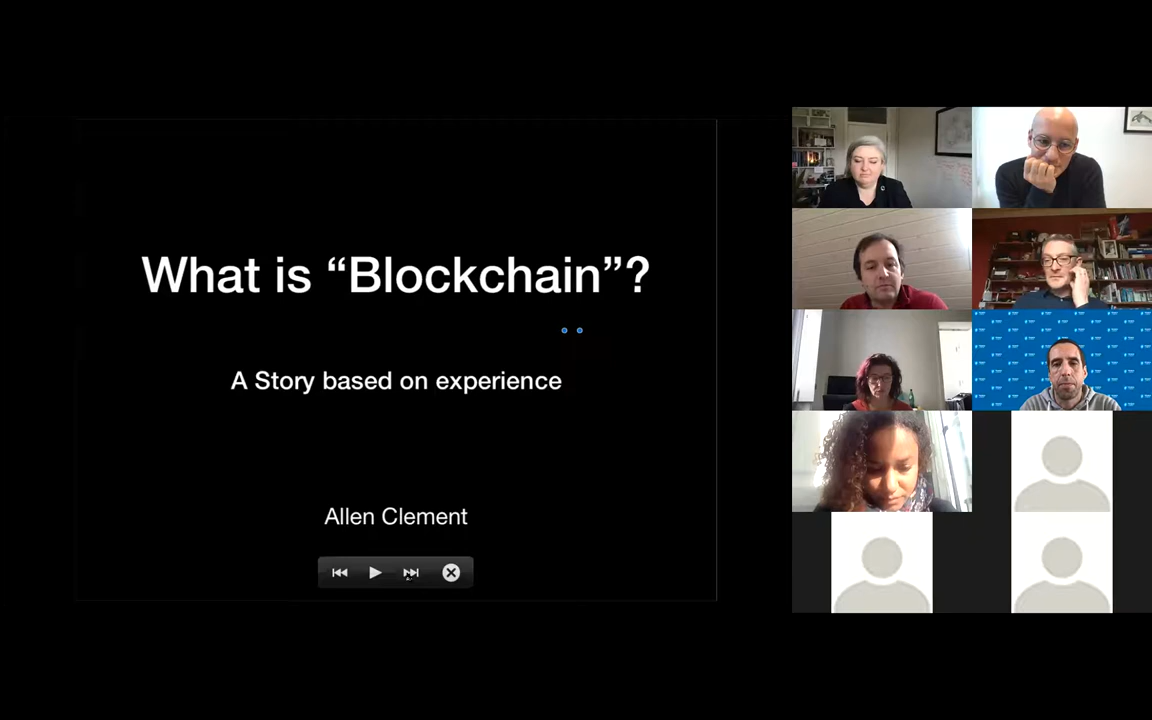 What is “Blockchain”?
A Story based on experience
Allen Clement